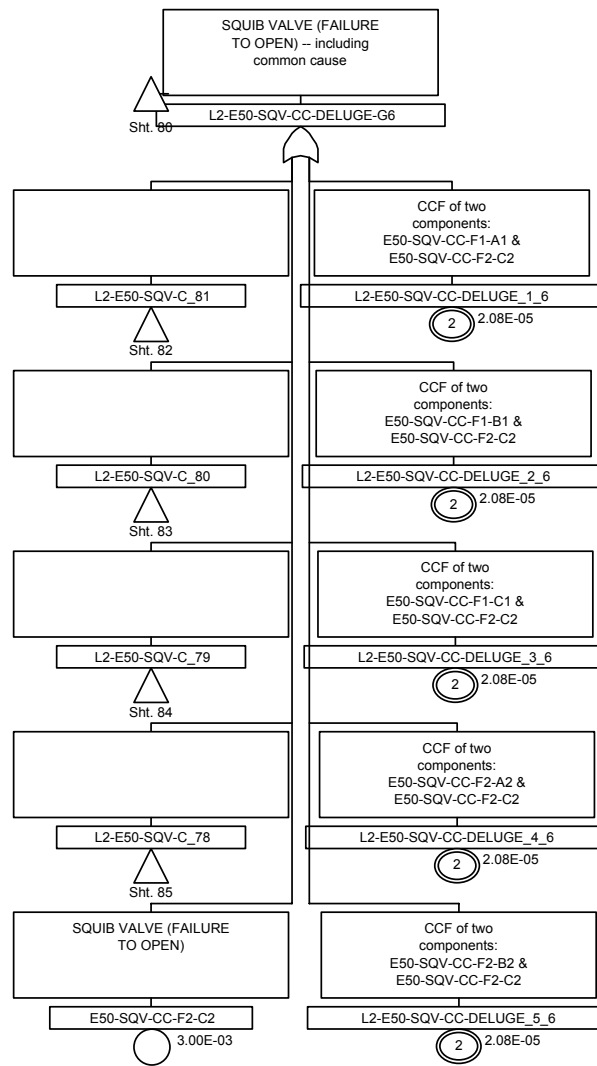 SQUIB VALVE (FAILURE
TO OPEN) -- including
common cause
L2-E50-SQV-CC-DELUGE-G6
Sht. 80
L2-E50-SQV-C_81
Sht. 82
CCF of two
components:
E50-SQV-CC-F1-A1 &
E50-SQV-CC-F2-C2
L2-E50-SQV-CC-DELUGE_1_6
2
2.08E-05
L2-E50-SQV-C_80
Sht. 83
CCF of two
components:
E50-SQV-CC-F1-B1 &
E50-SQV-CC-F2-C2
L2-E50-SQV-CC-DELUGE_2_6
2
2.08E-05
L2-E50-SQV-C_79
Sht. 84
CCF of two
components:
E50-SQV-CC-F1-C1 &
E50-SQV-CC-F2-C2
L2-E50-SQV-CC-DELUGE_3_6
2
2.08E-05
L2-E50-SQV-C_78
Sht. 85
CCF of two
components:
E50-SQV-CC-F2-A2 &
E50-SQV-CC-F2-C2
L2-E50-SQV-CC-DELUGE_4_6
2
2.08E-05
SQUIB VALVE (FAILURE
TO OPEN)
E50-SQV-CC-F2-C2
3.00E-03
CCF of two
components:
E50-SQV-CC-F2-B2 &
E50-SQV-CC-F2-C2
L2-E50-SQV-CC-DELUGE_5_6
2
2.08E-05